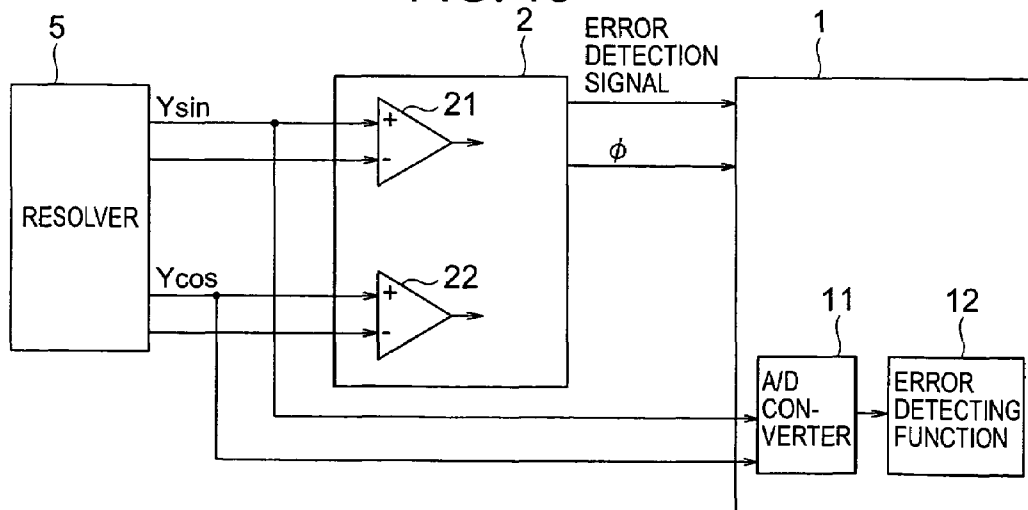 5
2
ERROR
DETECTION
SIGNAL
1
Ysin
21
+
-
ϕ
RESOLVER
Ycos
22
+
-
11
12
A/D
CON-
VERTER
ERROR
DETECTING
FUNCTION